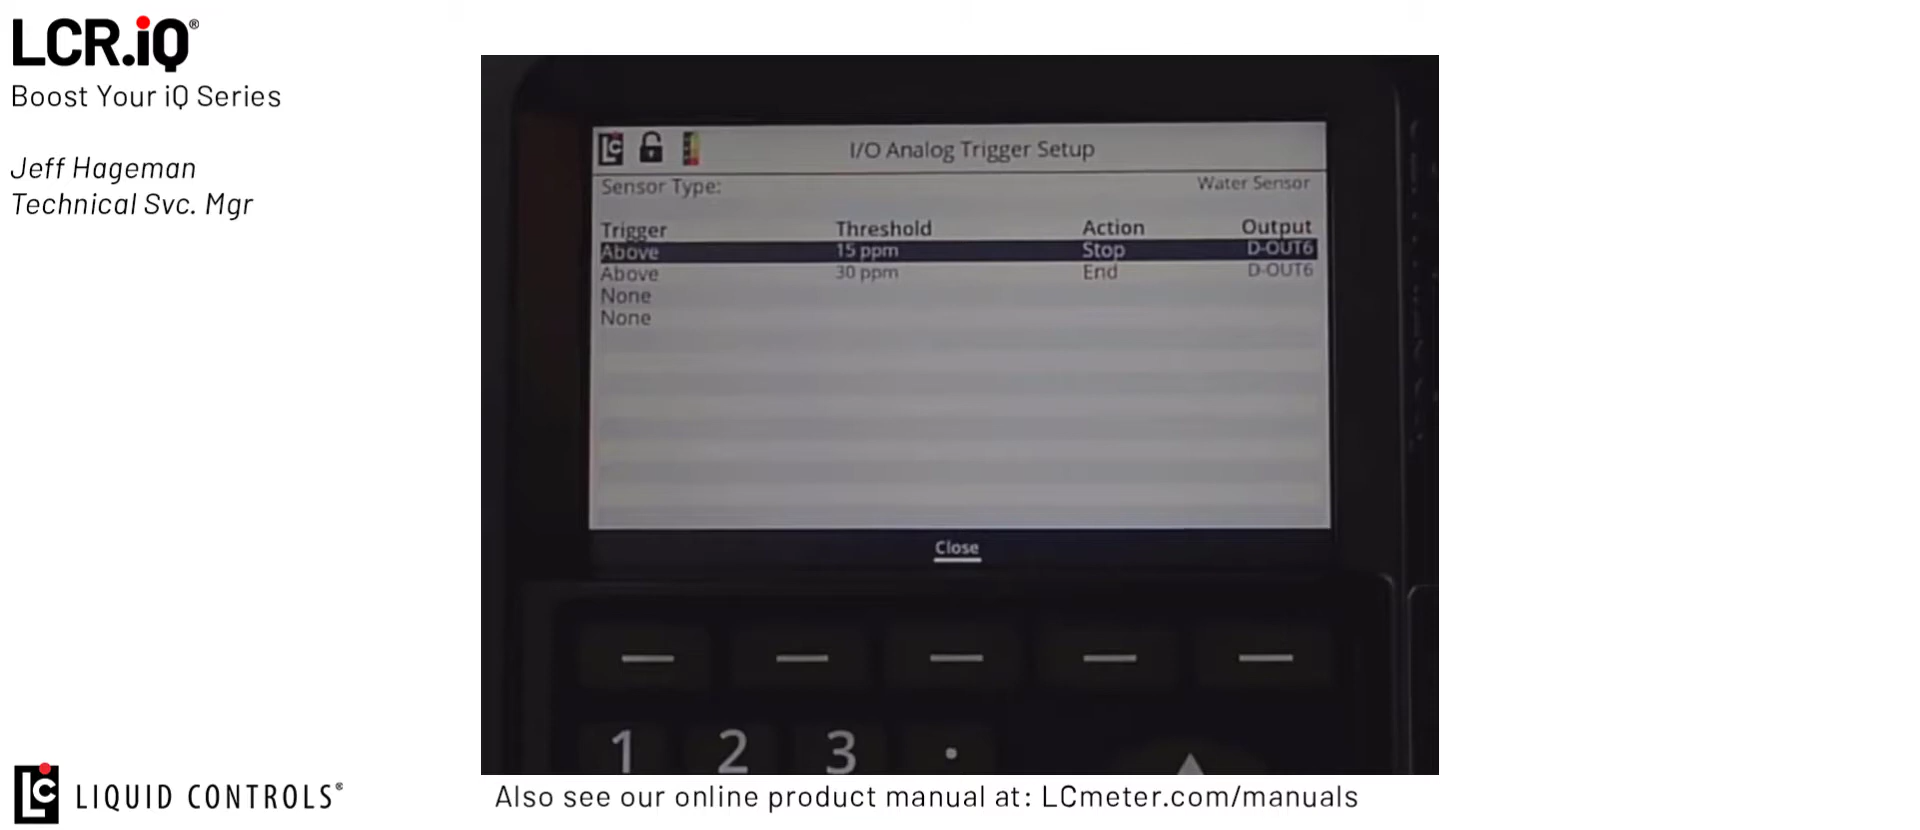 LCR.iQ®
Boost Your iQ Series
Jeff Hageman
Technical Svc. Mgr
LC I/O Analog Trigger Setup
Sensor Type: Water Sensor
Trigger Threshold Action Output
Above 15 ppm Stop D-OUT6
Above 30 ppm End D-OUT6
None
None
Close
1 2 3 .
LC LIQUID CONTROLS®
Also see our online product manual at: LCmeter.com/manuals